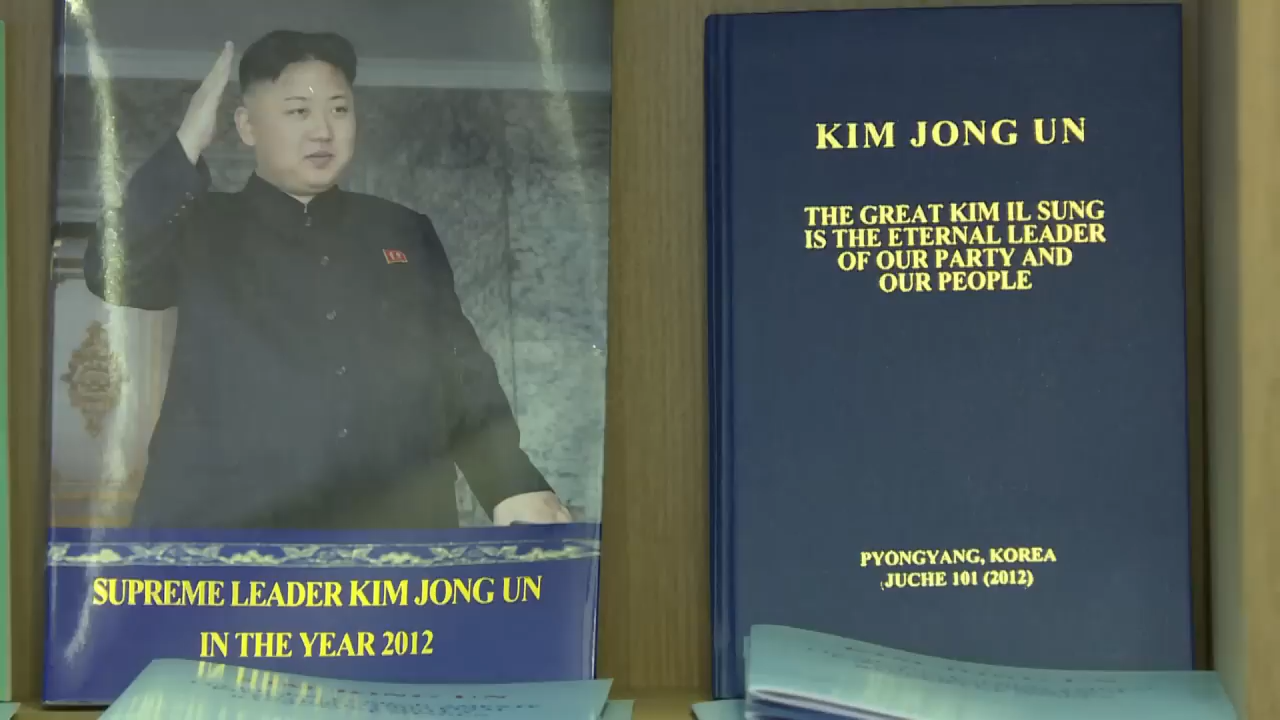 SUPREME LEADER KIM JONG UN
IN THE YEAR 2012
KIM JONG UN
THE GREAT KIM IL SUNG
IS THE ETERNAL LEADER
OF OUR PARTY AND
OUR PEOPLE
PYONGYANG, KOREA
JUCHE 101 (2012)